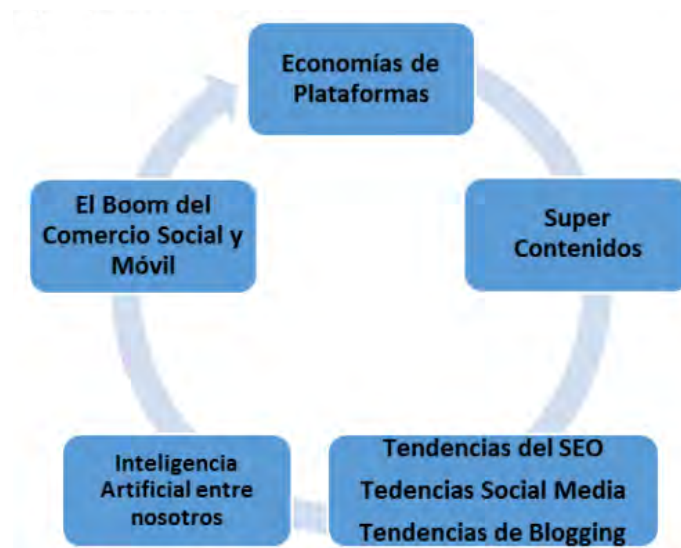 Economías de
Plataformas
Super
Contenidos
Tendencias del SEO
Tedencias Social Media
Tendencias de Blogging
Inteligencia
Artificial entre
nosotros
El Boom del
Comercio Social y
Móvil